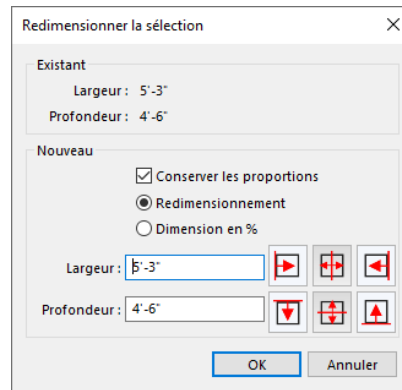 Redimensionner la sélection
Existant
Largeur : 5'-3"
Profondeur : 4'-6"
Nouveau
Conserver les proportions
Redimensionnement
Dimension en %
Largeur : 5'-3"
Profondeur : 4'-6"
OK Annuler